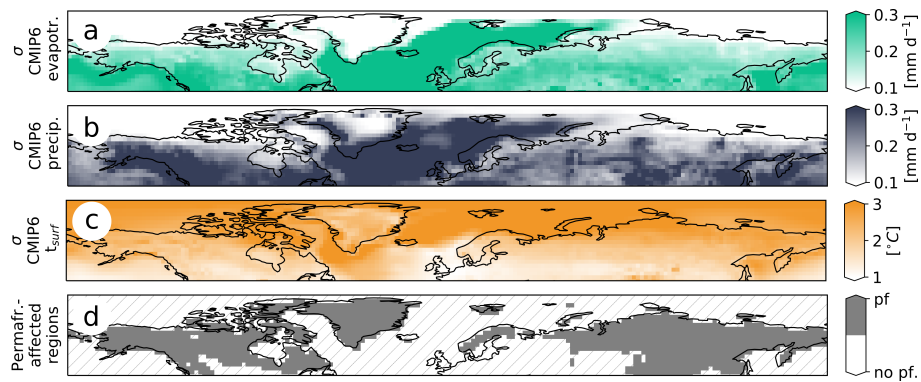 σ
CMIP6
evapotr.
a
0.3
0.2
0.1
[mm d⁻¹]
σ
CMIP6
precip.
b
0.3
0.2
0.1
[mm d⁻¹]
σ
CMIP6
t_surf
c
3
2
1
[°C]
Permafr.-
affected
regions
d
pf
no pf.